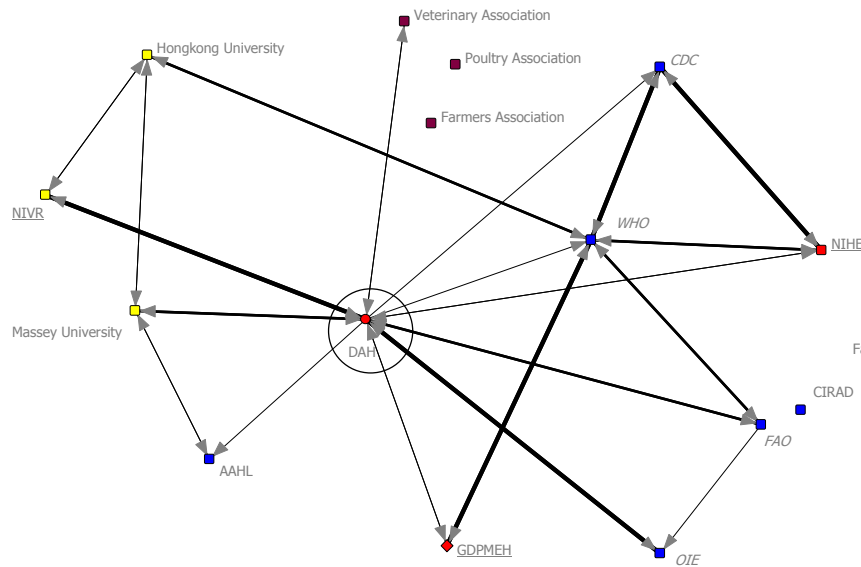 Veterinary Association
Hongkong University
Poultry Association
CDC
Farmers Association
NIVR
WHO
NIHE
Massey University
DAH
Fa
CIRAD
FAO
AAHL
GDPMEH
OIE